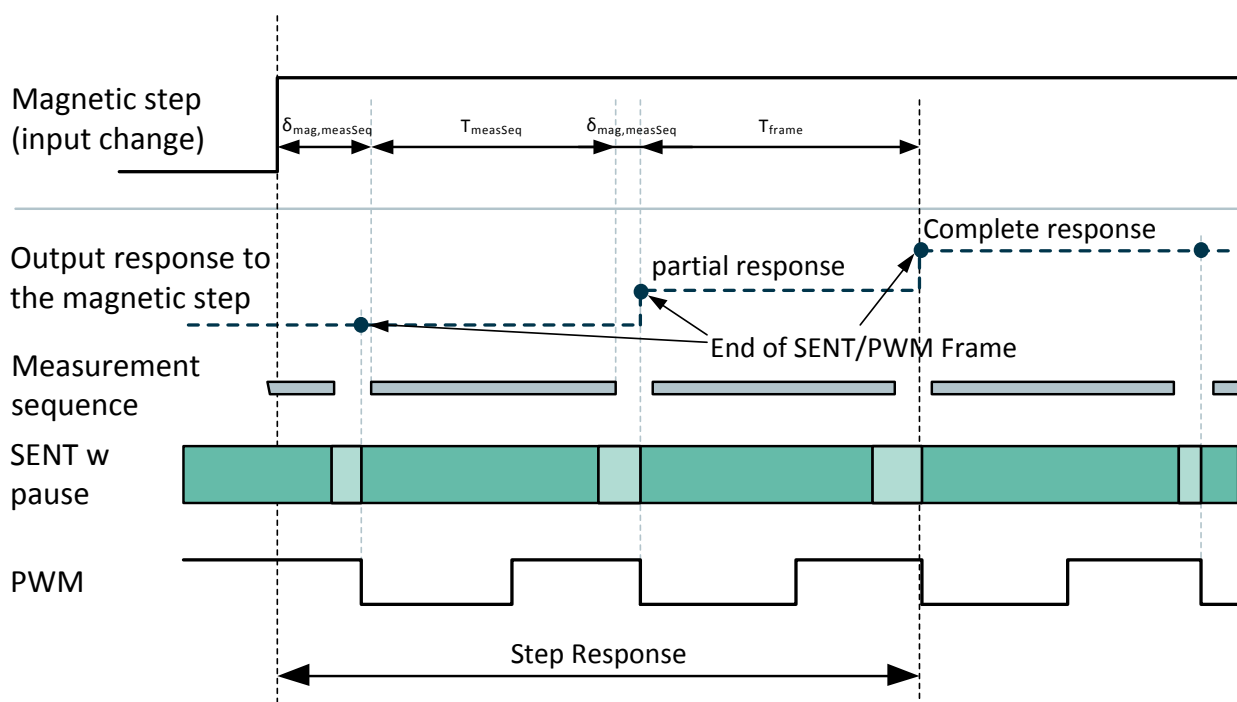 Magnetic step
(input change)
δmag,measSeq
TmeasSeq
δmag,measSeq
Tframe
Output response to
the magnetic step
partial response
Complete response
End of SENT/PWM Frame
Measurement
sequence
SENT w
pause
PWM
Step Response